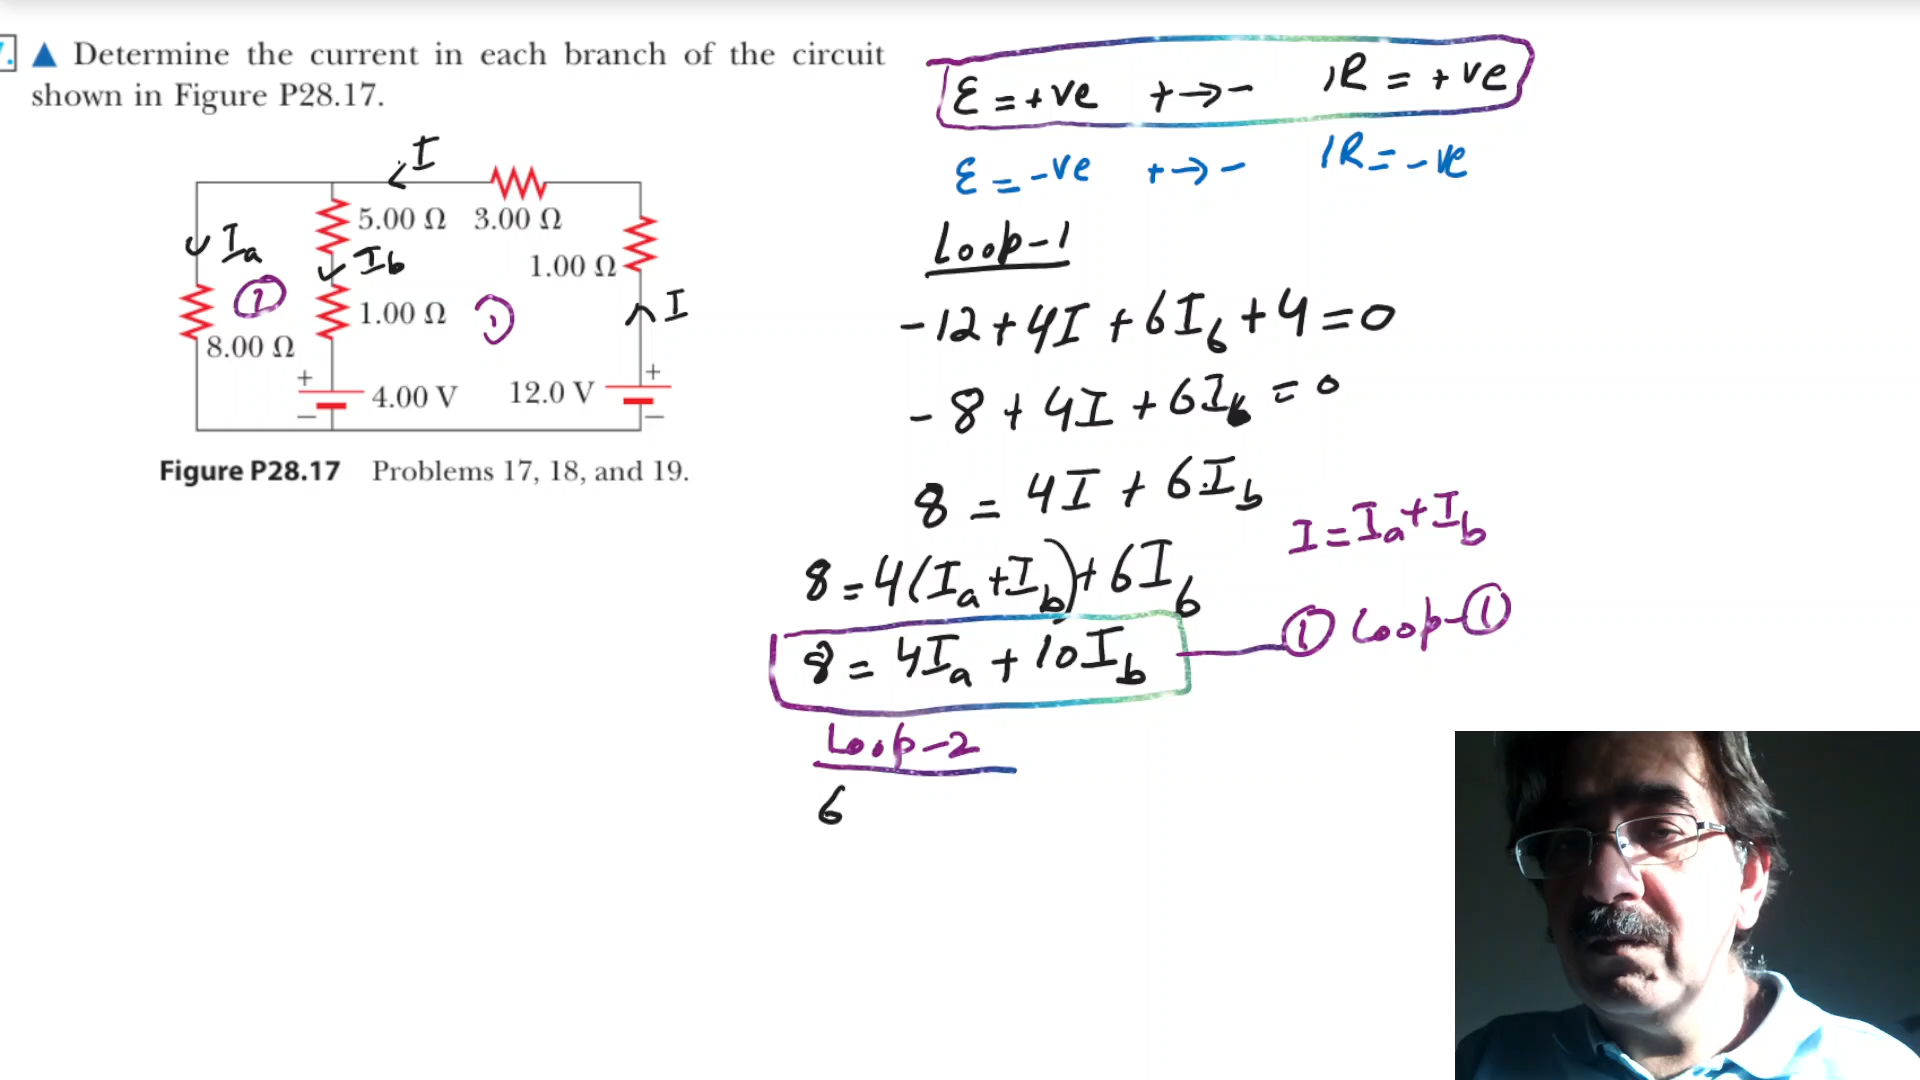 7. ▲ Determine the current in each branch of the circuit
shown in Figure P28.17.
I
5.00 Ω 3.00 Ω
Ia
Ib
1.00 Ω
2
1.00 Ω
1
I
8.00 Ω
+
+
4.00 V
12.0 V
−
−
Figure P28.17 Problems 17, 18, and 19.
ε = +ve + → − IR = +ve
ε = -ve + → − IR = -ve
Loop-1
-12 + 4I + 6Ib + 4 = 0
-8 + 4I + 6Ib = 0
8 = 4I + 6Ib
I = Ia + Ib
8 = 4(Ia + Ib) + 6Ib
8 = 4Ia + 10Ib — ① Loop-①
Loop-2
6